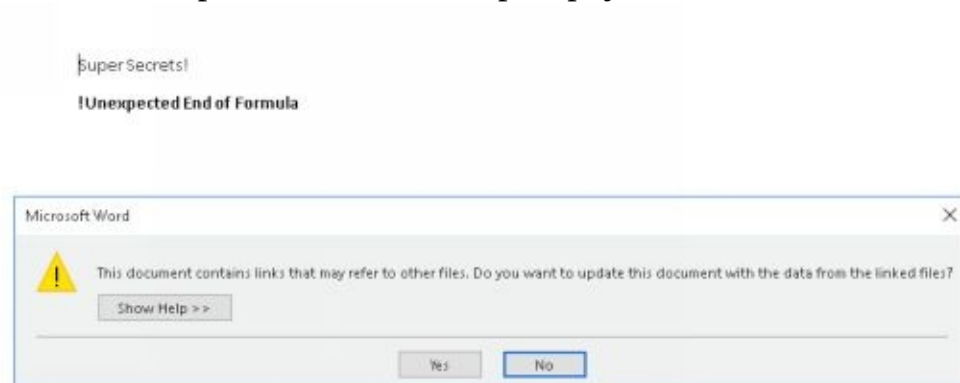 Super Secrets!
!Unexpected End of Formula
Microsoft Word
This document contains links that may refer to other files. Do you want to update this document with the data from the linked files?
Show Help >>
Yes
No